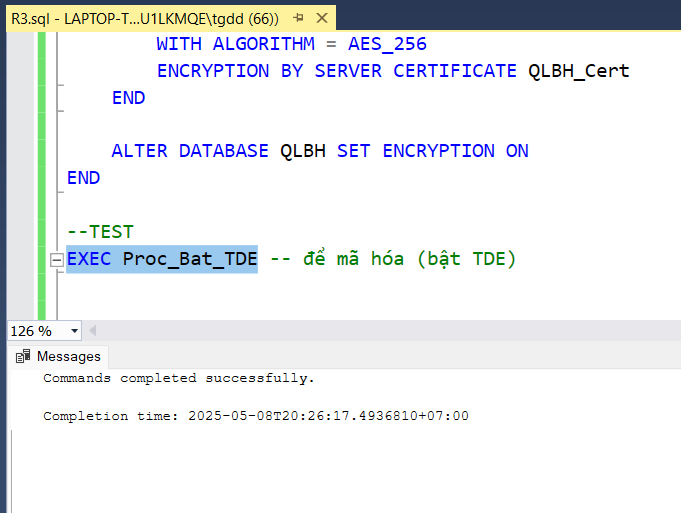 R3.sql - LAPTOP-T...U1LKMQE\tgdd (66))
WITH ALGORITHM = AES_256
ENCRYPTION BY SERVER CERTIFICATE QLBH_Cert
END
ALTER DATABASE QLBH SET ENCRYPTION ON
END
--TEST
EXEC Proc_Bat_TDE -- để mã hóa (bật TDE)
126 %
Messages
Commands completed successfully.
Completion time: 2025-05-08T20:26:17.4936810+07:00